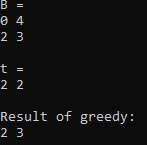 B =
0 4
2 3
t =
2 2
Result of greedy:
2 3